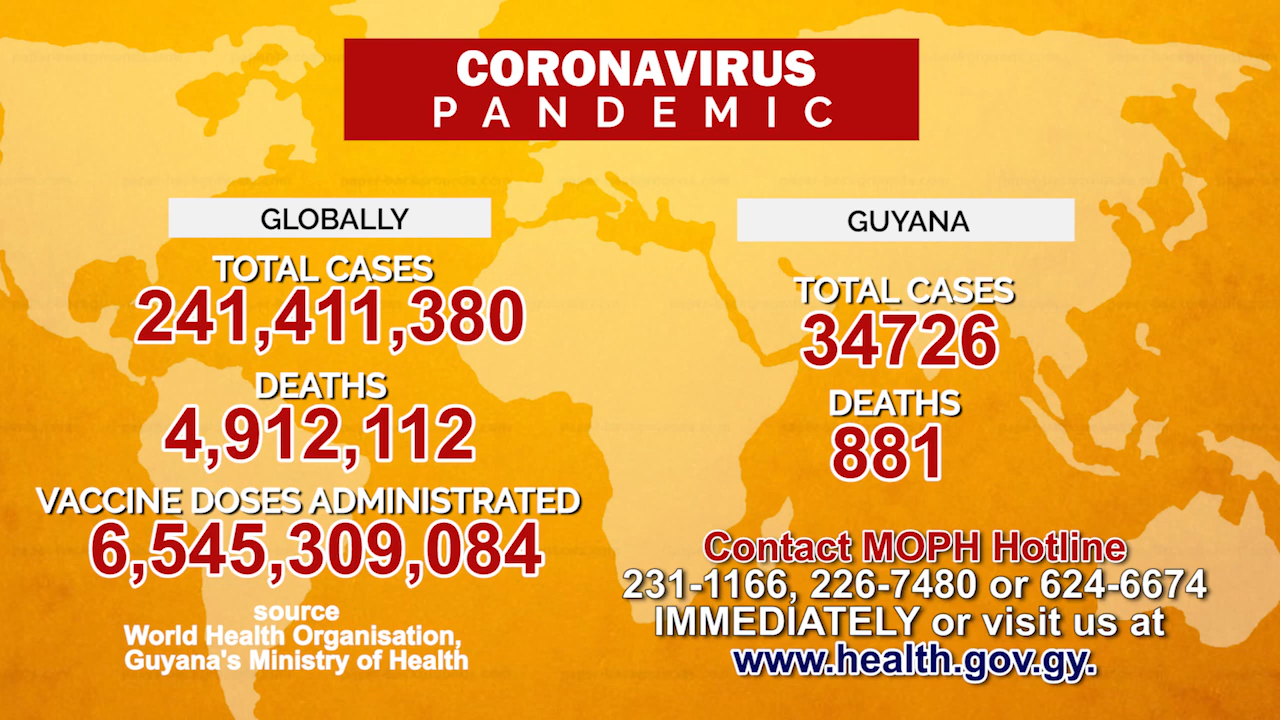 CORONAVIRUS
PANDEMIC
GLOBALLY
TOTAL CASES
241,411,380
DEATHS
4,912,112
VACCINE DOSES ADMINISTRATED
6,545,309,084
source
World Health Organisation,
Guyana's Ministry of Health
GUYANA
TOTAL CASES
34726
DEATHS
881
Contact MOPH Hotline
231-1166, 226-7480 or 624-6674
IMMEDIATELY or visit us at
www.health.gov.gy.